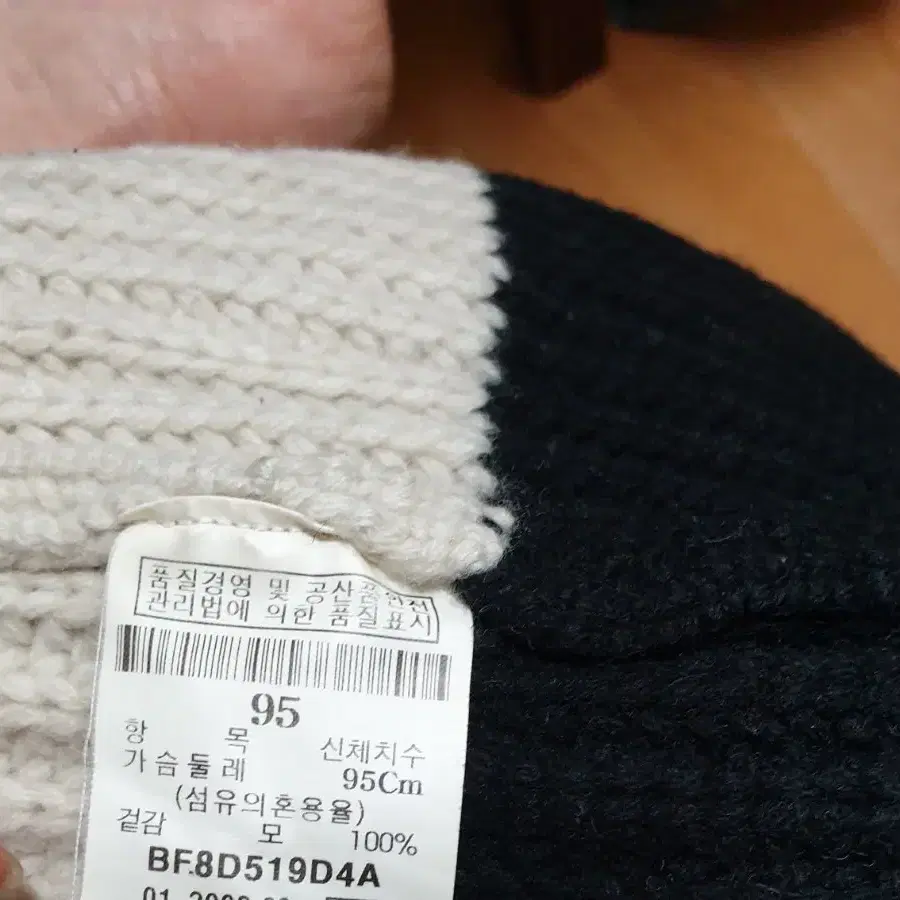 품질경영 및 공산품안전
관리법에 의한 품질표시
95
항 목 신체치수
가슴둘레 95Cm
(섬유의혼용율)
겉감 모 100%
BF.8D519D4A